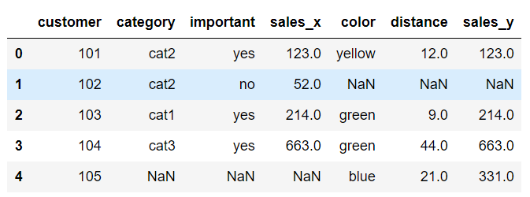 customer category important sales_x color distance sales_y
0 101 cat2 yes 123.0 yellow 12.0 123.0
1 102 cat2 no 52.0 NaN NaN NaN
2 103 cat1 yes 214.0 green 9.0 214.0
3 104 cat3 yes 663.0 green 44.0 663.0
4 105 NaN NaN NaN blue 21.0 331.0